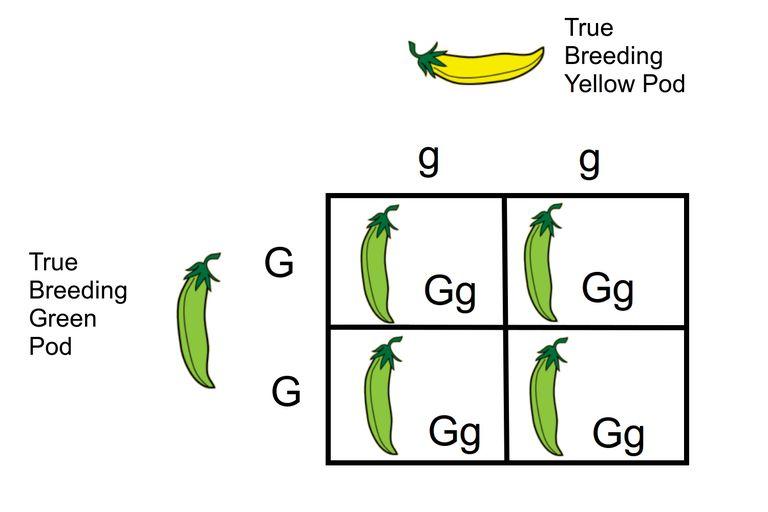 True
Breeding
Yellow Pod
g g
True
Breeding
Green
Pod
G
Gg Gg
G
Gg Gg